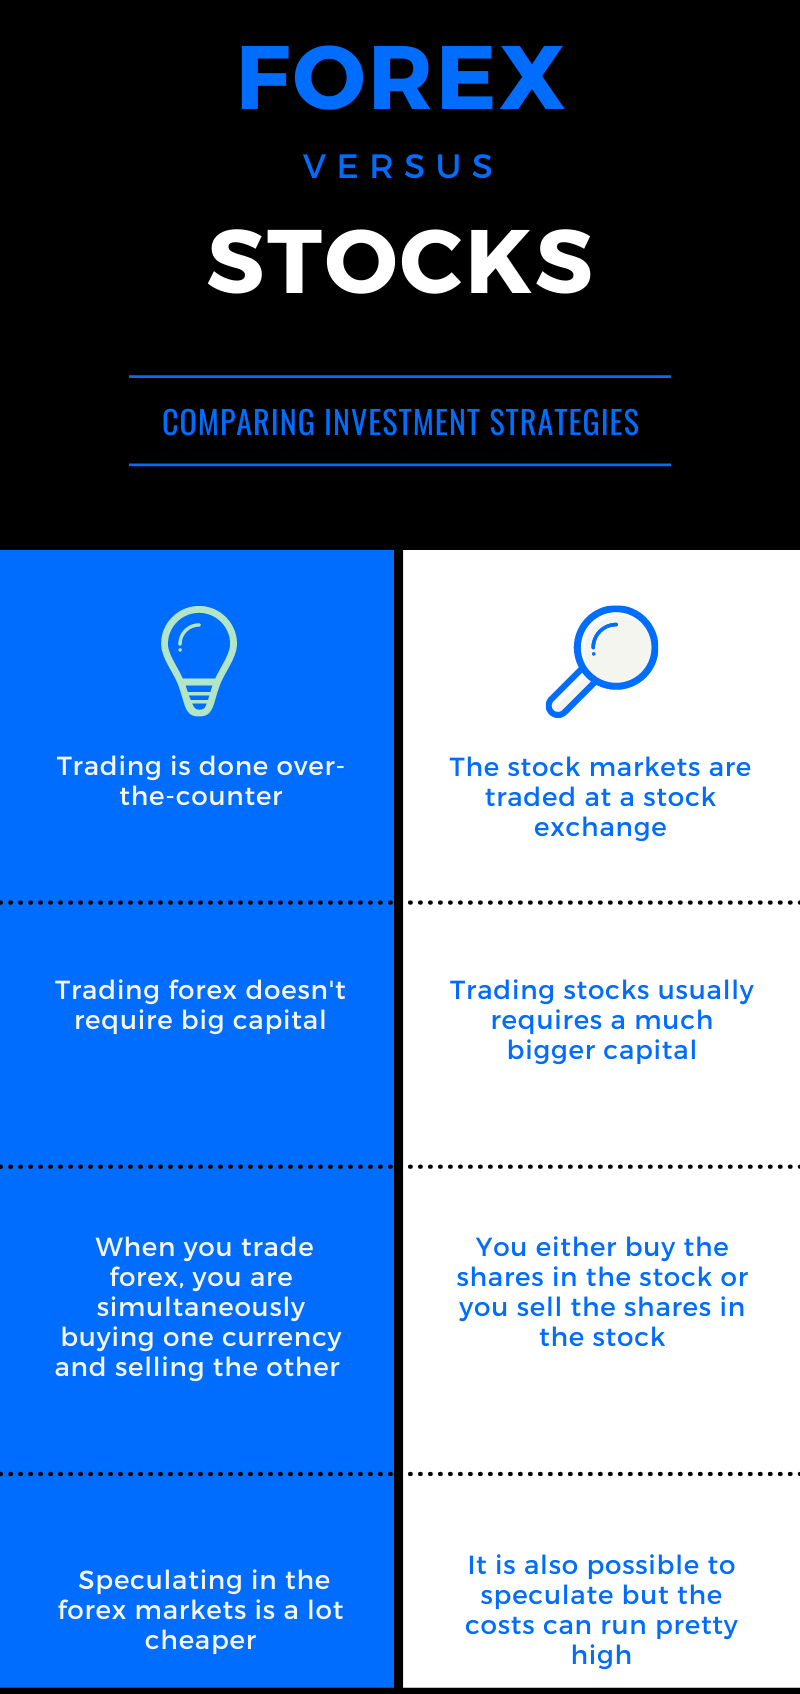 FOREX
VERSUS
STOCKS
COMPARING INVESTMENT STRATEGIES
Trading is done over-
the-counter
The stock markets are
traded at a stock
exchange
Trading forex doesn't
require big capital
Trading stocks usually
requires a much
bigger capital
When you trade
forex, you are
simultaneously
buying one currency
and selling the other
You either buy the
shares in the stock or
you sell the shares in
the stock
Speculating in the
forex markets is a lot
cheaper
It is also possible to
speculate but the
costs can run pretty
high